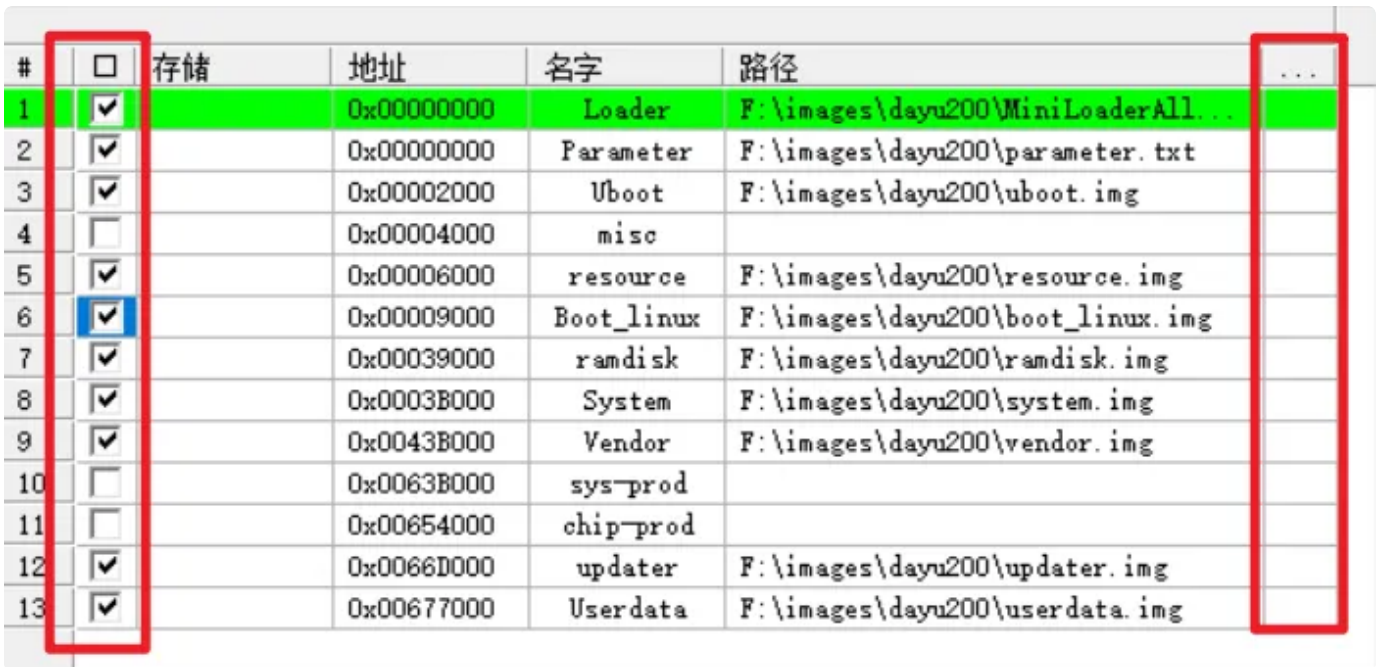 # 存储 地址 名字 路径 ...
1 0x00000000 Loader F:\images\dayu200\MiniLoaderAll...
2 0x00000000 Parameter F:\images\dayu200\parameter.txt
3 0x00002000 Uboot F:\images\dayu200\uboot.img
4 0x00004000 misc
5 0x00006000 resource F:\images\dayu200\resource.img
6 0x00009000 Boot_linux F:\images\dayu200\boot_linux.img
7 0x00039000 ramdisk F:\images\dayu200\ramdisk.img
8 0x0003B000 System F:\images\dayu200\system.img
9 0x0043B000 Vendor F:\images\dayu200\vendor.img
10 0x0063B000 sys-prod
11 0x00654000 chip-prod
12 0x0066D000 updater F:\images\dayu200\updater.img
13 0x00677000 Userdata F:\images\dayu200\userdata.img